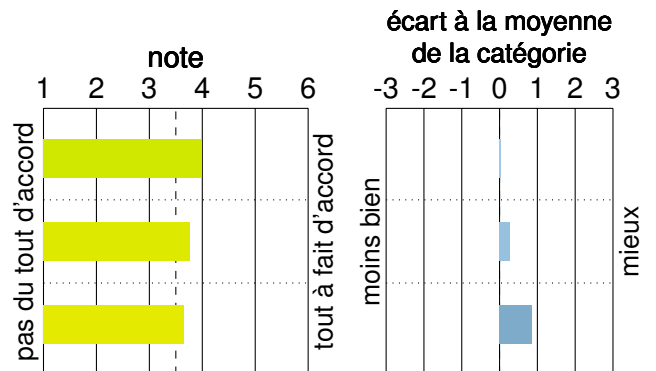 note
1 2 3 4 5 6
pas du tout d'accord
tout à fait d'accord
écart à la moyenne
de la catégorie
-3 -2 -1 0 1 2 3
moins bien
mieux